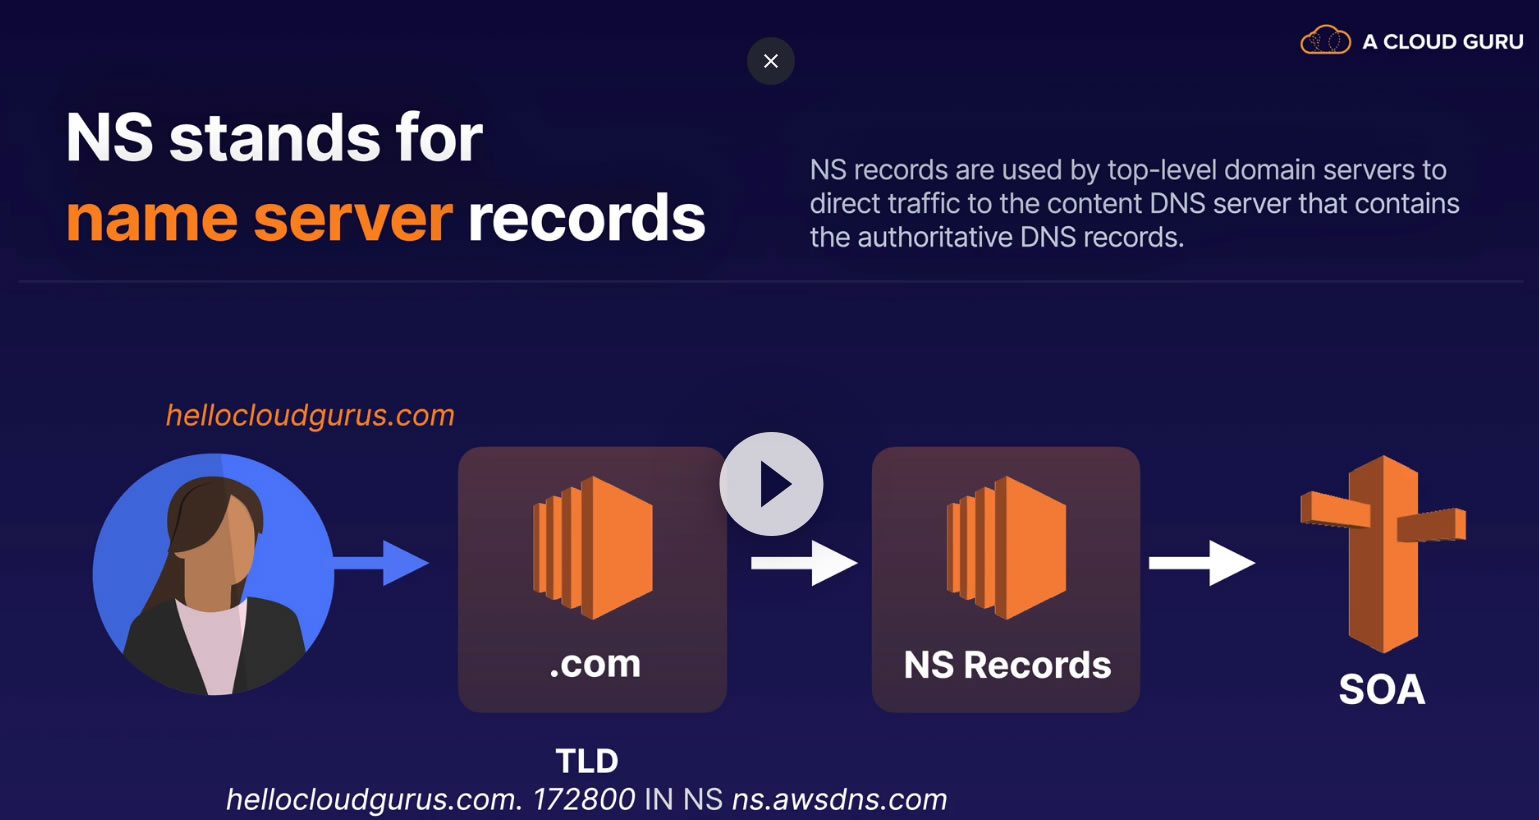 A CLOUD GURU
NS stands for
name server records
NS records are used by top-level domain servers to
direct traffic to the content DNS server that contains
the authoritative DNS records.
hellocloudgurus.com
.com
NS Records
SOA
TLD
hellocloudgurus.com. 172800 IN NS ns.awsdns.com